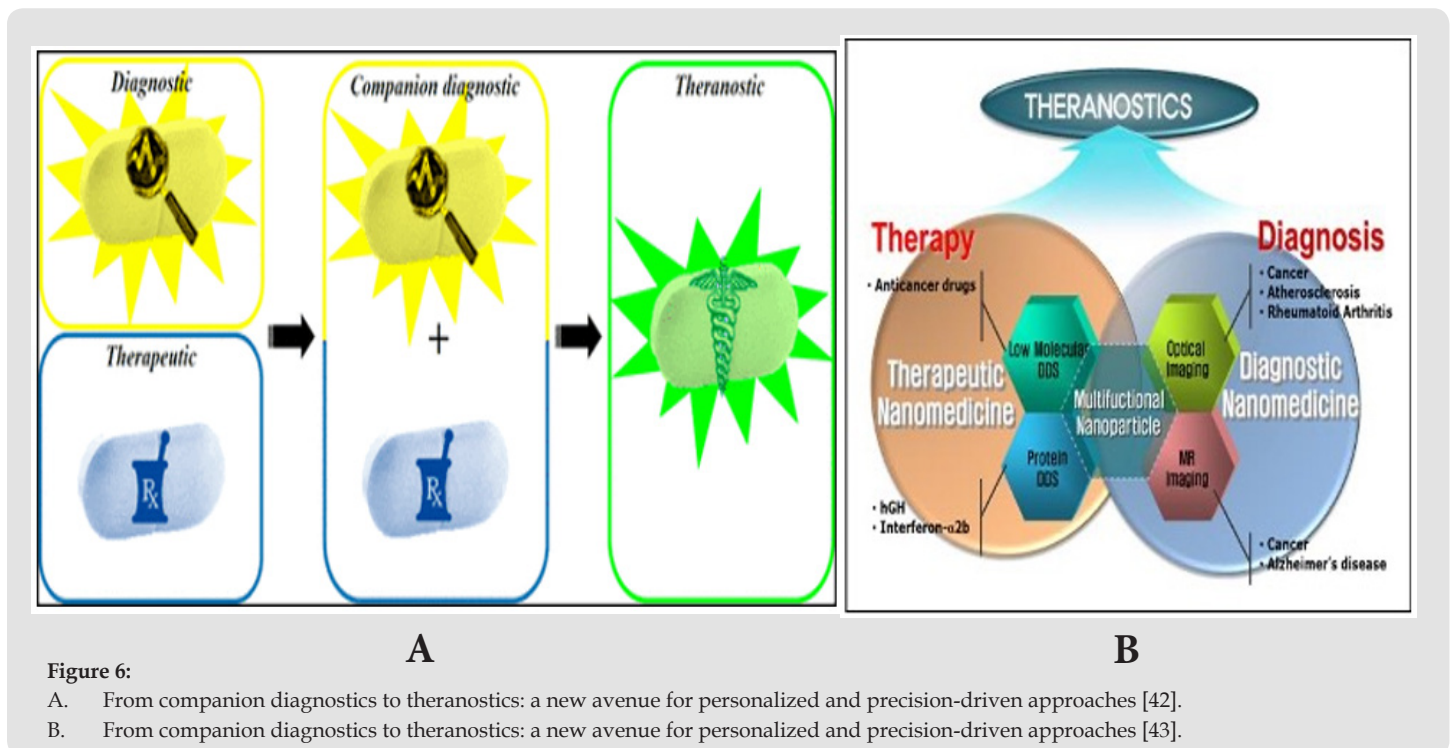 Diagnostic
Therapeutic
Rx
Companion diagnostic
+
Rx
Theranostic
THERANOSTICS
Therapy
• Anticancer drugs
Low Molecular
DDS
Therapeutic
Nanomedicine
Protein
DDS
• hGH
• Interferon-α2b
Multifuctional
Nanoparticle
Diagnosis
• Cancer
• Atherosclerosis
• Rheumatoid Arthritis
Optical
Imaging
Diagnostic
Nanomedicine
MR
Imaging
• Cancer
• Alzheimer's disease
A
B
Figure 6:
A. From companion diagnostics to theranostics: a new avenue for personalized and precision-driven approaches [42].
B. From companion diagnostics to theranostics: a new avenue for personalized and precision-driven approaches [43].